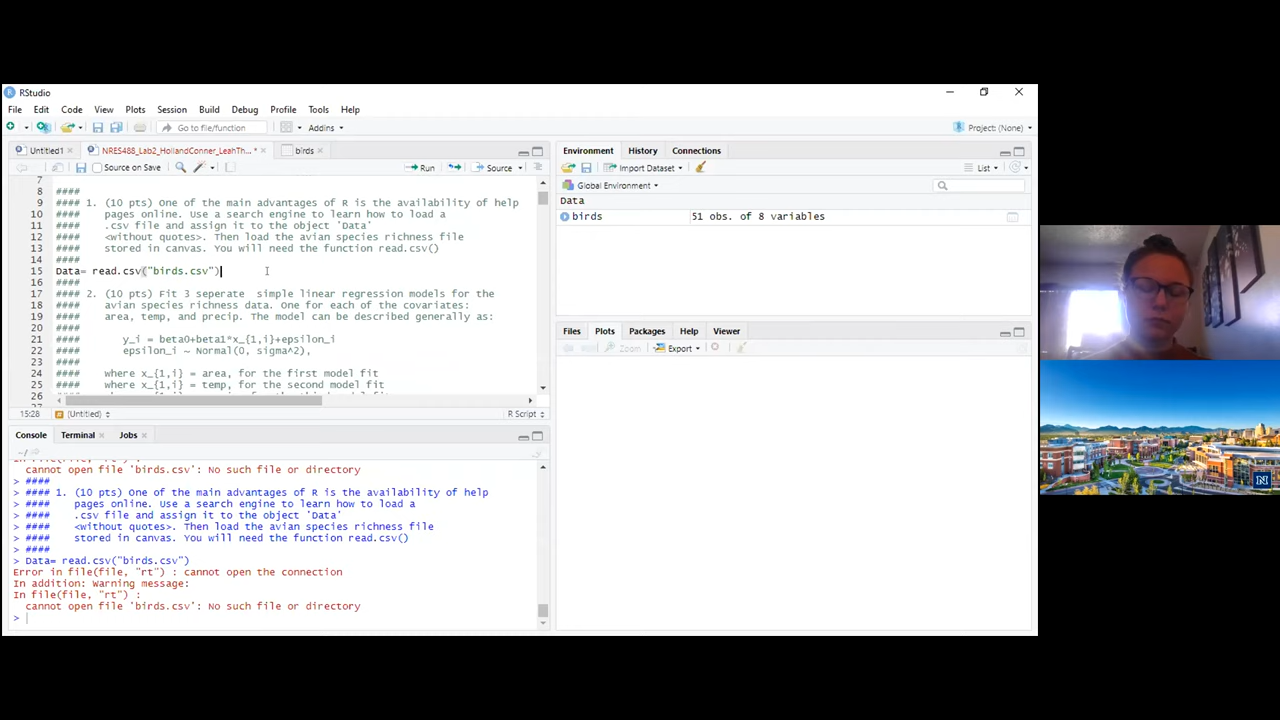 RStudio
File Edit Code View Plots Session Build Debug Profile Tools Help
Go to file/function Addins Project: (None)
Untitled1 NRES488_Lab2_HollandConner_LeahTh...* birds
Source on Save Run Source
7
8 ####
9 #### 1. (10 pts) One of the main advantages of R is the availability of help
10 #### pages online. Use a search engine to learn how to load a
11 #### .csv file and assign it to the object 'Data'
12 #### <without quotes>. Then load the avian species richness file
13 #### stored in canvas. You will need the function read.csv()
14 ####
15 Data= read.csv("birds.csv")
16 ####
17 #### 2. (10 pts) Fit 3 seperate simple linear regression models for the
18 #### avian species richness data. One for each of the covariates:
19 #### area, temp, and precip. The model can be described generally as:
20 ####
21 #### y_i = beta0+beta1*x_{1,i}+epsilon_i
22 #### epsilon_i ~ Normal(0, sigma^2),
23 ####
24 #### where x_{1,i} = area, for the first model fit
25 #### where x_{1,i} = temp, for the second model fit
15:28 (Untitled) R Script
Console Terminal Jobs
~/
cannot open file 'birds.csv': No such file or directory
> ####
> #### 1. (10 pts) One of the main advantages of R is the availability of help
> #### pages online. Use a search engine to learn how to load a
> #### .csv file and assign it to the object 'Data'
> #### <without quotes>. Then load the avian species richness file
> #### stored in canvas. You will need the function read.csv()
> ####
> Data= read.csv("birds.csv")
Error in file(file, "rt") : cannot open the connection
In addition: Warning message:
In file(file, "rt") :
cannot open file 'birds.csv': No such file or directory
>
Environment History Connections
Import Dataset List
Global Environment
Data
birds 51 obs. of 8 variables
Files Plots Packages Help Viewer
Zoom Export
N